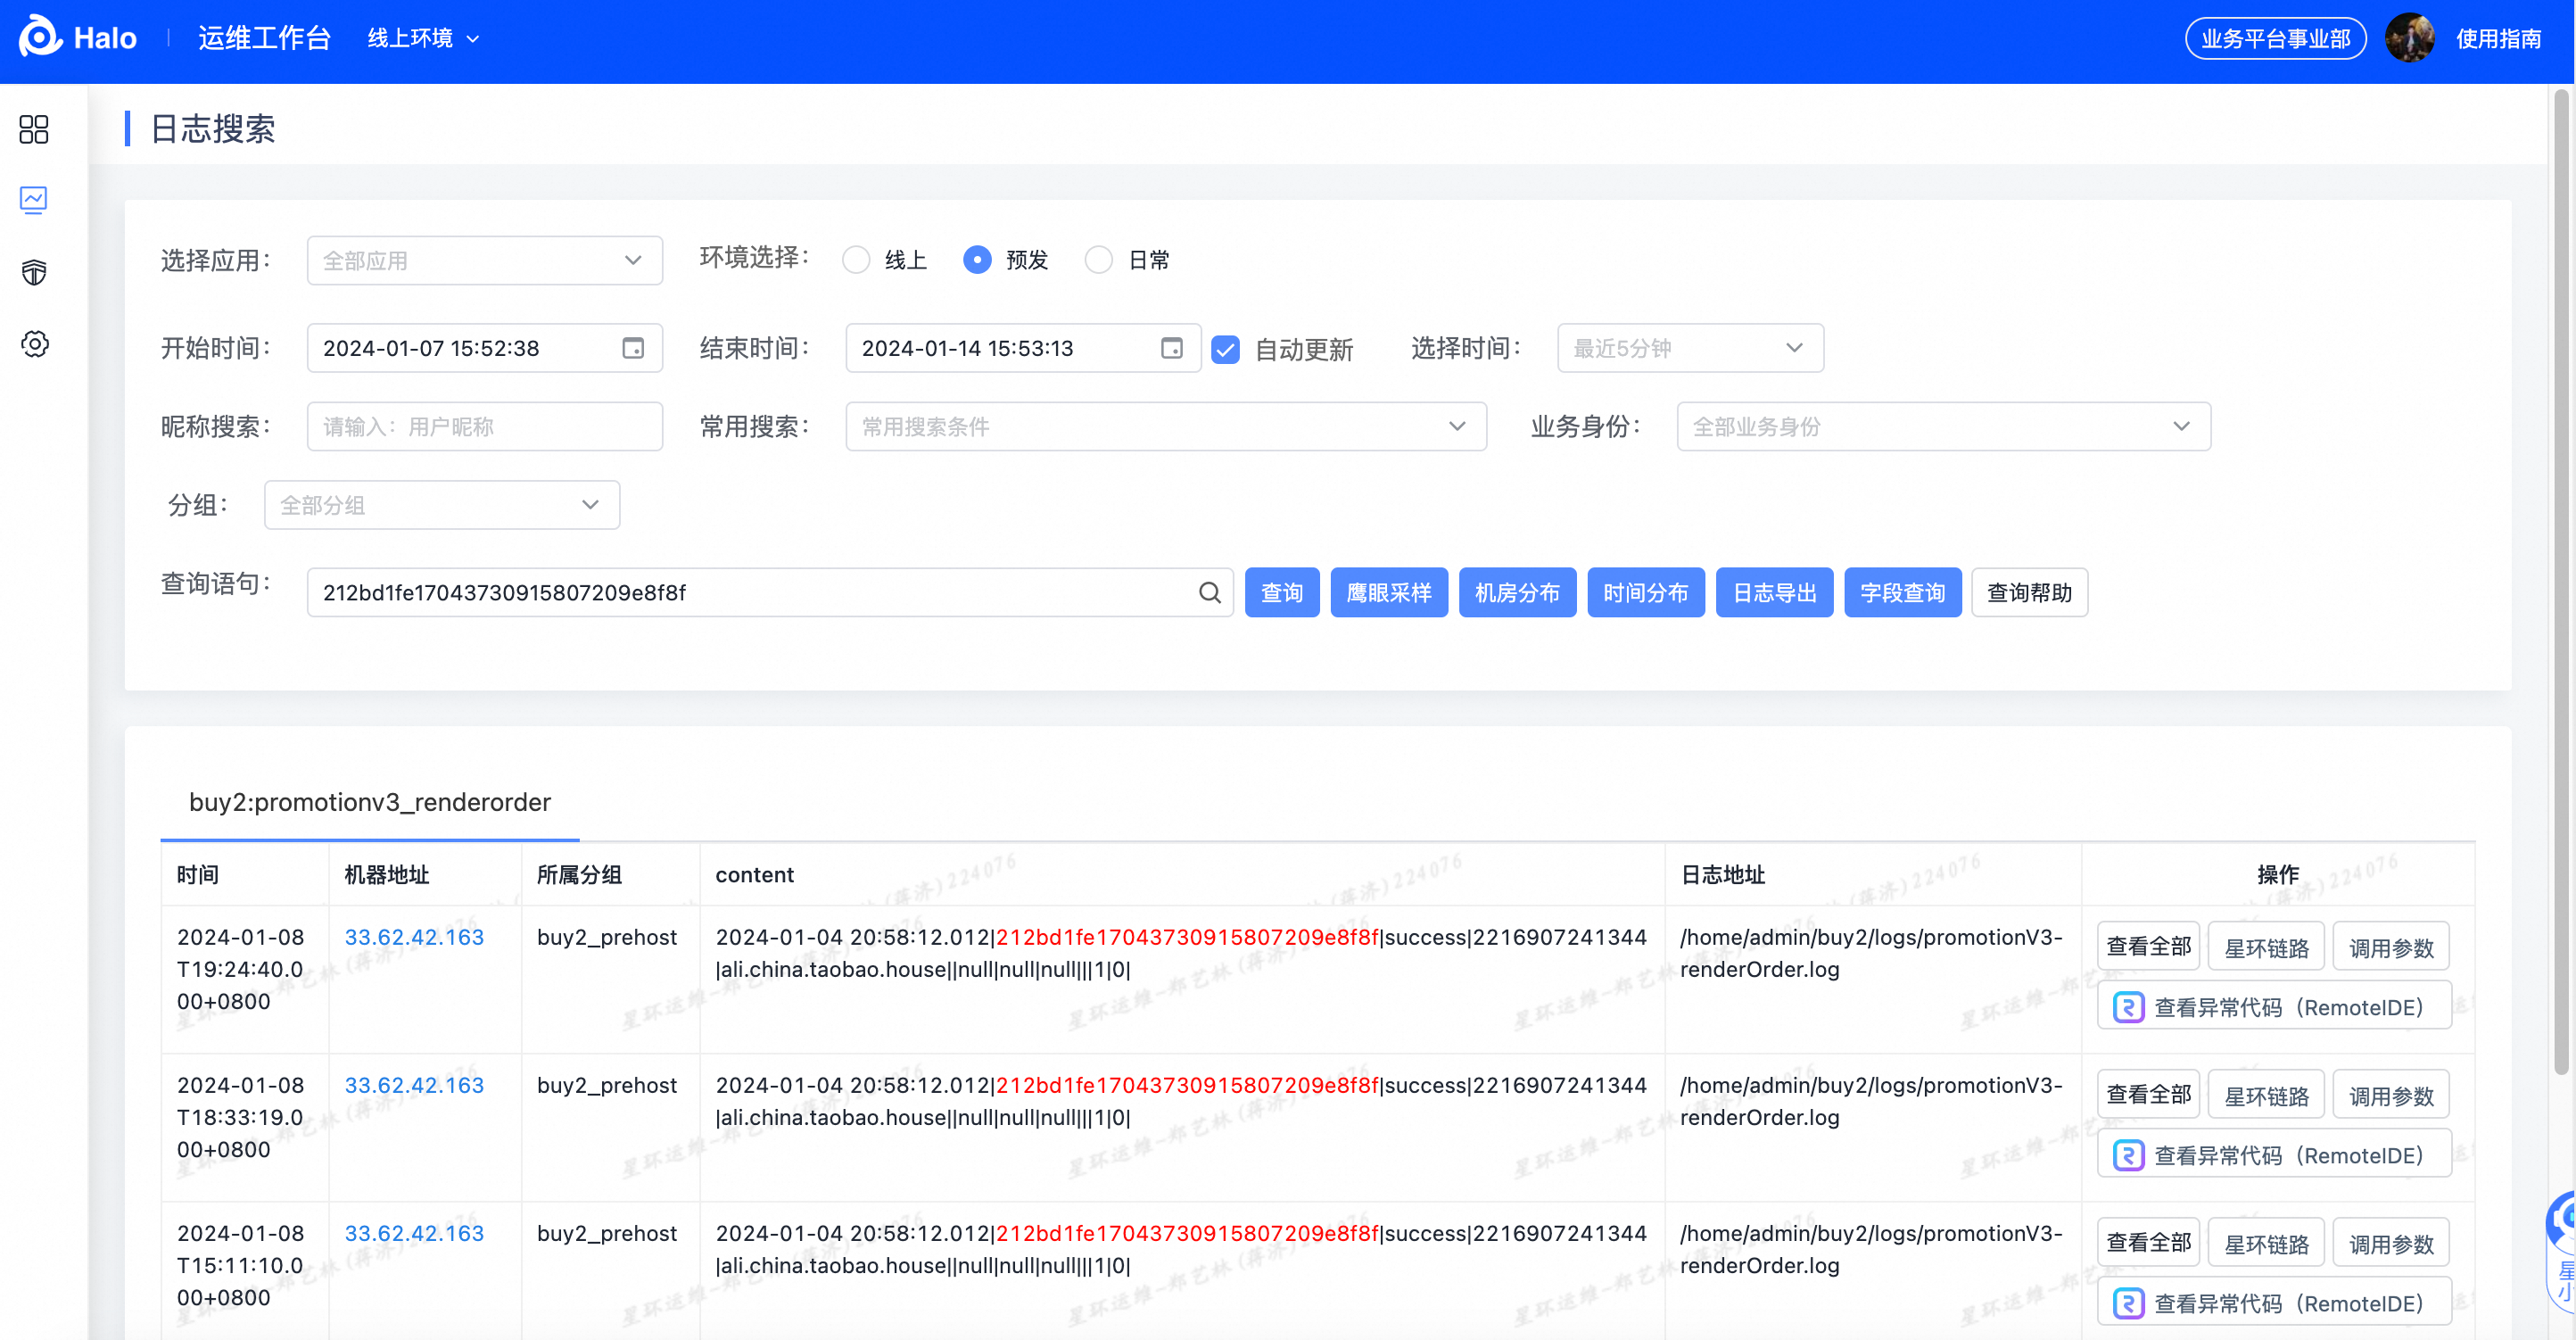 Halo 运维工作台 线上环境 业务平台事业部 使用指南
日志搜索
选择应用： 全部应用 环境选择： 线上 预发 日常
开始时间： 2024-01-07 15:52:38 结束时间： 2024-01-14 15:53:13 自动更新 选择时间： 最近5分钟
昵称搜索： 请输入：用户昵称 常用搜索： 常用搜索条件 业务身份： 全部业务身份
分组： 全部分组
查询语句： 212bd1fe17043730915807209e8f8f 查询 鹰眼采样 机房分布 时间分布 日志导出 字段查询 查询帮助
buy2:promotionv3_renderorder
时间 机器地址 所属分组 content 日志地址 操作
2024-01-08 33.62.42.163 buy2_prehost 2024-01-04 20:58:12.012|212bd1fe17043730915807209e8f8f|success|2216907241344 /home/admin/buy2/logs/promotionV3- 查看全部 星环链路 调用参数
T19:24:40.0 |ali.china.taobao.house||null|null|null|||1|0| renderOrder.log
00+0800 查看异常代码（RemoteIDE）
2024-01-08 33.62.42.163 buy2_prehost 2024-01-04 20:58:12.012|212bd1fe17043730915807209e8f8f|success|2216907241344 /home/admin/buy2/logs/promotionV3- 查看全部 星环链路 调用参数
T18:33:19.0 |ali.china.taobao.house||null|null|null|||1|0| renderOrder.log
00+0800 查看异常代码（RemoteIDE）
2024-01-08 33.62.42.163 buy2_prehost 2024-01-04 20:58:12.012|212bd1fe17043730915807209e8f8f|success|2216907241344 /home/admin/buy2/logs/promotionV3- 查看全部 星环链路 调用参数
T15:11:10.0 |ali.china.taobao.house||null|null|null|||1|0| renderOrder.log
00+0800 查看异常代码（RemoteIDE）
星
小
星环运维-郑艺林(蒋济)224076